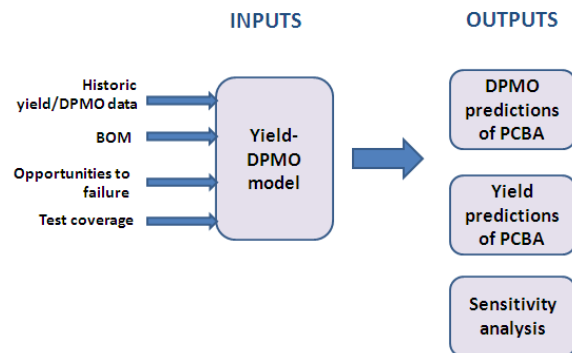 INPUTS
OUTPUTS
Historic
yield/DPMO data
BOM
Opportunities to
failure
Test coverage
Yield-
DPMO
model
DPMO
predictions
of PCBA
Yield
predictions
of PCBA
Sensitivity
analysis